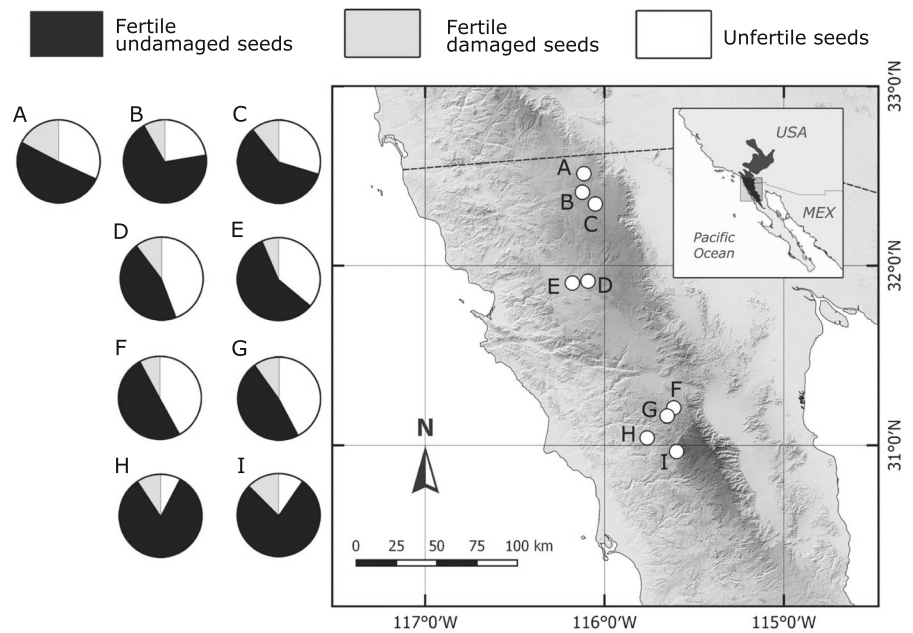 Fertile
undamaged seeds
Fertile
damaged seeds
Unfertile seeds
A
B
C
D
E
F
G
H
I
33°0′N
32°0′N
31°0′N
A
B
C
E
D
F
G
H
I
USA
MEX
Pacific
Ocean
N
0 25 50 75 100 km
117°0′W
116°0′W
115°0′W